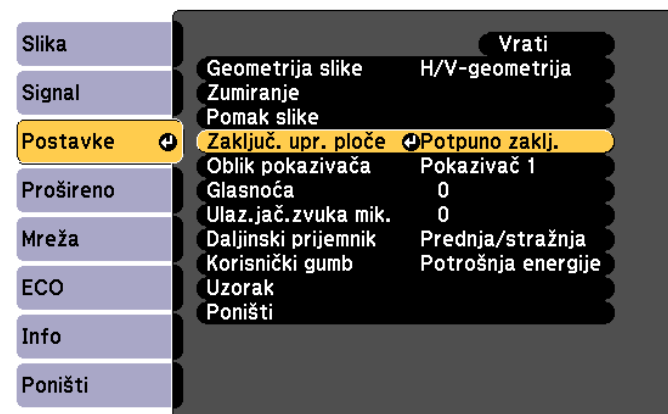 Slika
Signal
Postavke
Prošireno
Mreža
ECO
Info
Poništi
Vrati
Geometrija slike H/V-geometrija
Zumiranje
Pomak slike
Zaključ. upr. ploče Potpuno zaklj.
Oblik pokazivača Pokazivač 1
Glasnoća 0
Ulaz.jač.zvuka mik. 0
Daljinski prijemnik Prednja/stražnja
Korisnički gumb Potrošnja energije
Uzorak
Poništi